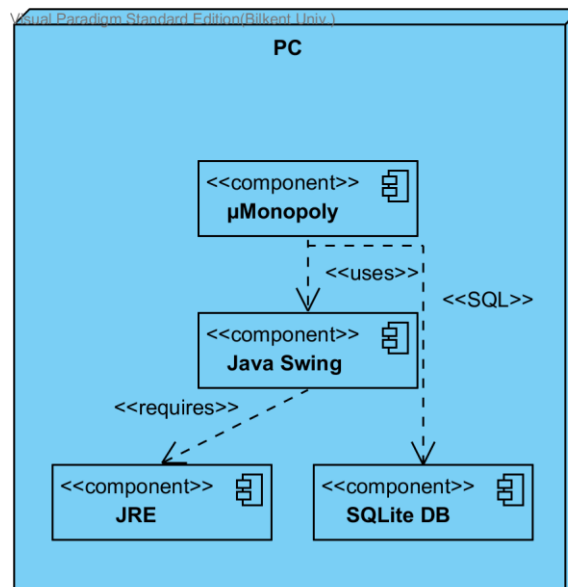 Visual Paradigm Standard Edition(Bilkent Univ.)
PC
<<component>>
µMonopoly
<<uses>>
<<SQL>>
<<component>>
Java Swing
<<requires>>
<<component>>
JRE
<<component>>
SQLite DB